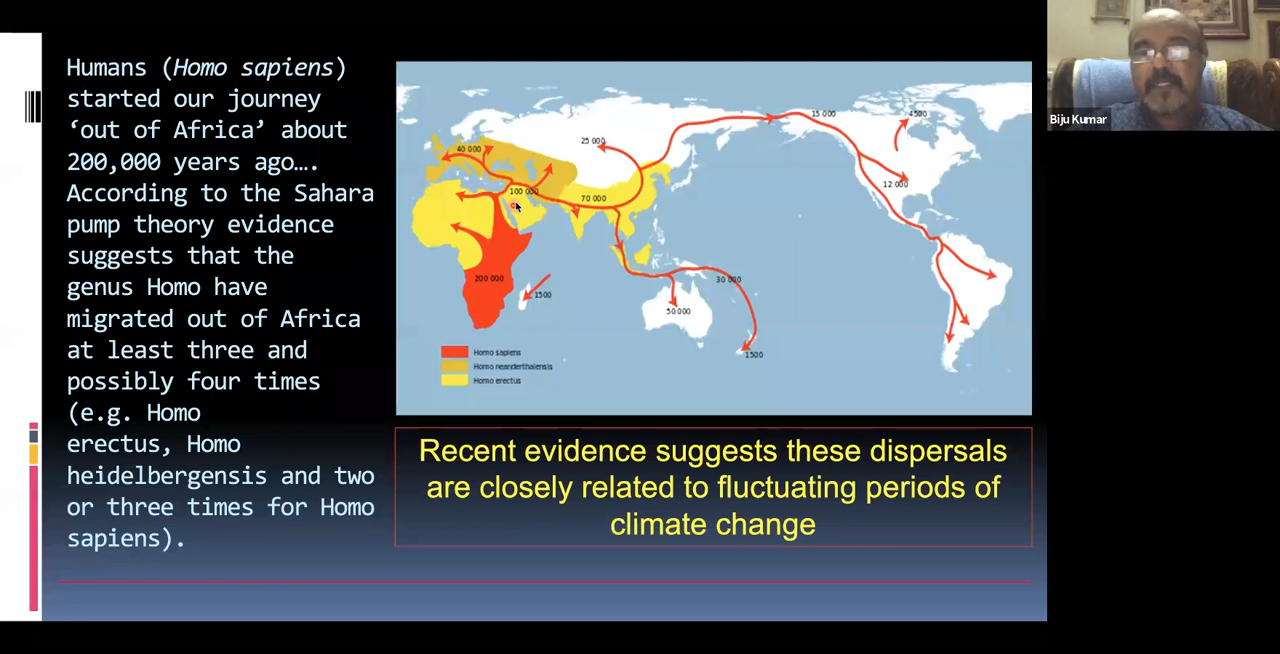 Humans (Homo sapiens)
started our journey
‘out of Africa’ about
200,000 years ago….
According to the Sahara
pump theory evidence
suggests that the
genus Homo have
migrated out of Africa
at least three and
possibly four times
(e.g. Homo
erectus, Homo
heidelbergensis and two
or three times for Homo
sapiens).
15 000
4500
25 000
40 000
12 000
100 000
70 000
200 000
30 000
1500
50 000
1500
Homo sapiens
Homo neanderthalensis
Homo erectus
Recent evidence suggests these dispersals
are closely related to fluctuating periods of
climate change
Biju Kumar